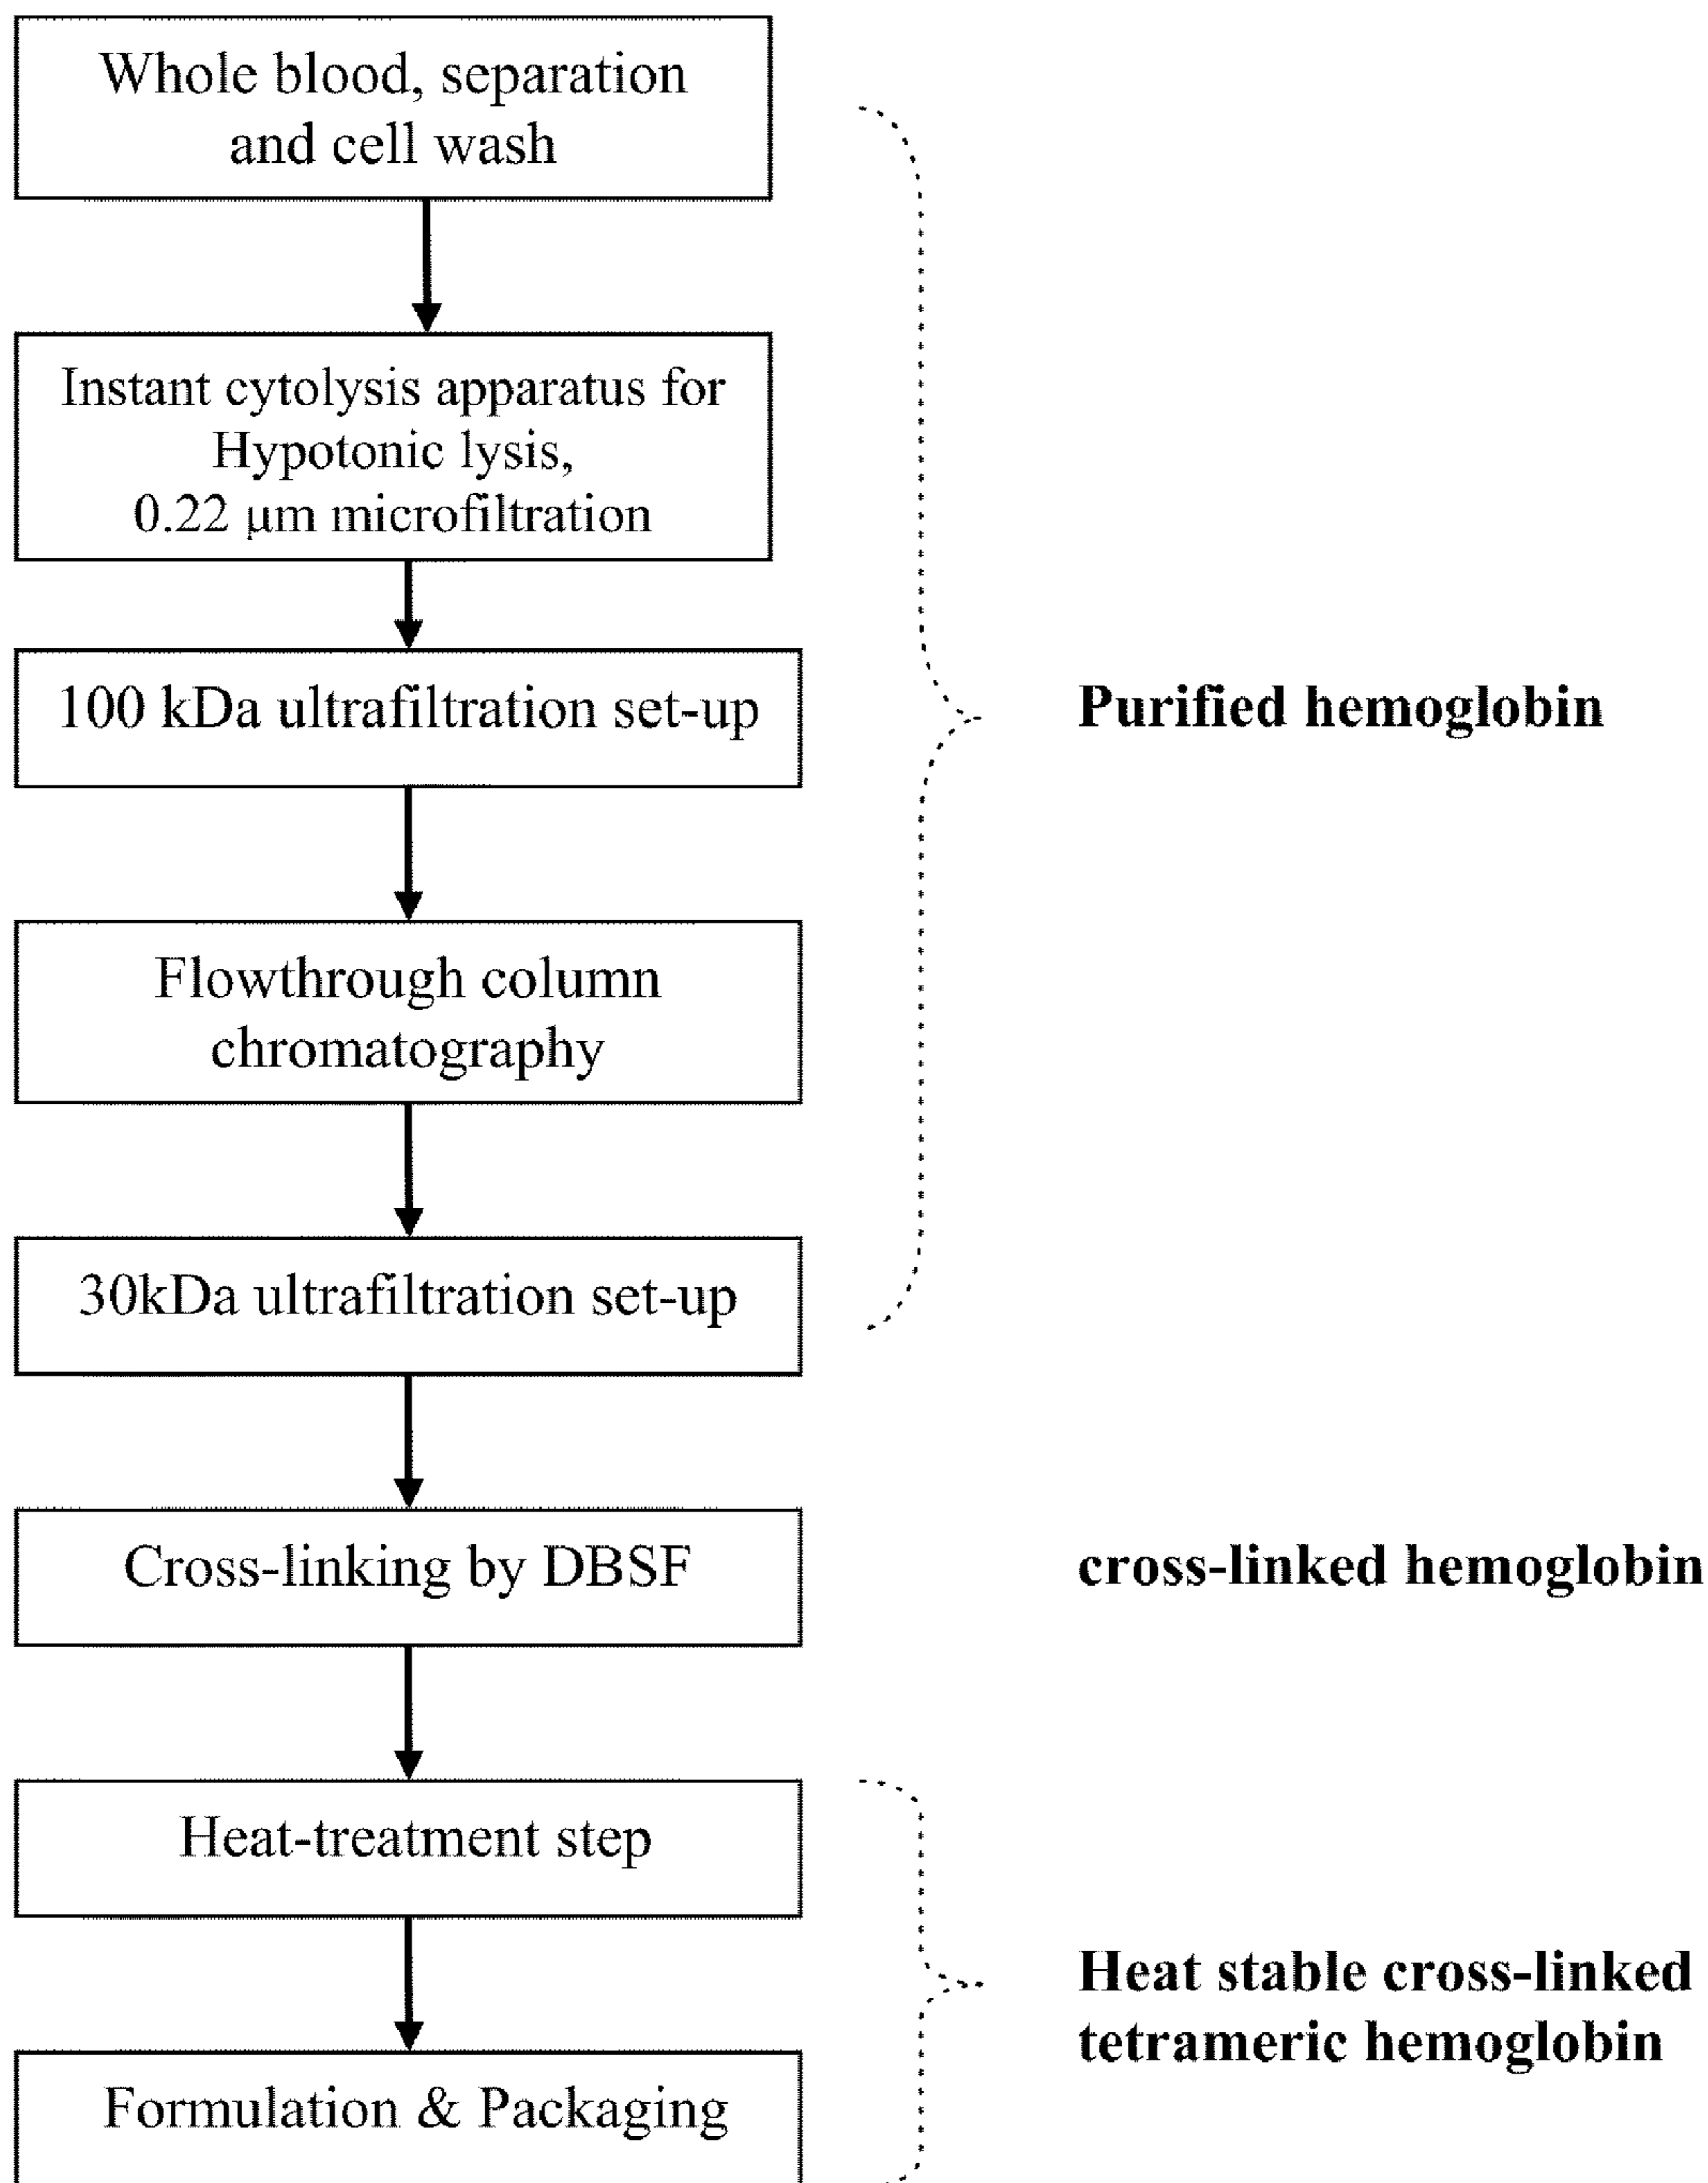 Whole blood, separation
and cell wash
Instant cytolysis apparatus for
Hypotonic lysis,
0.22 μm microfiltration
100 kDa ultrafiltration set-up
Purified hemoglobin
Flowthrough column
chromatography
30kDa ultrafiltration set-up
Cross-linking by DBSF
cross-linked hemoglobin
Heat-treatment step
Heat stable cross-linked
tetrameric hemoglobin
Formulation & Packaging